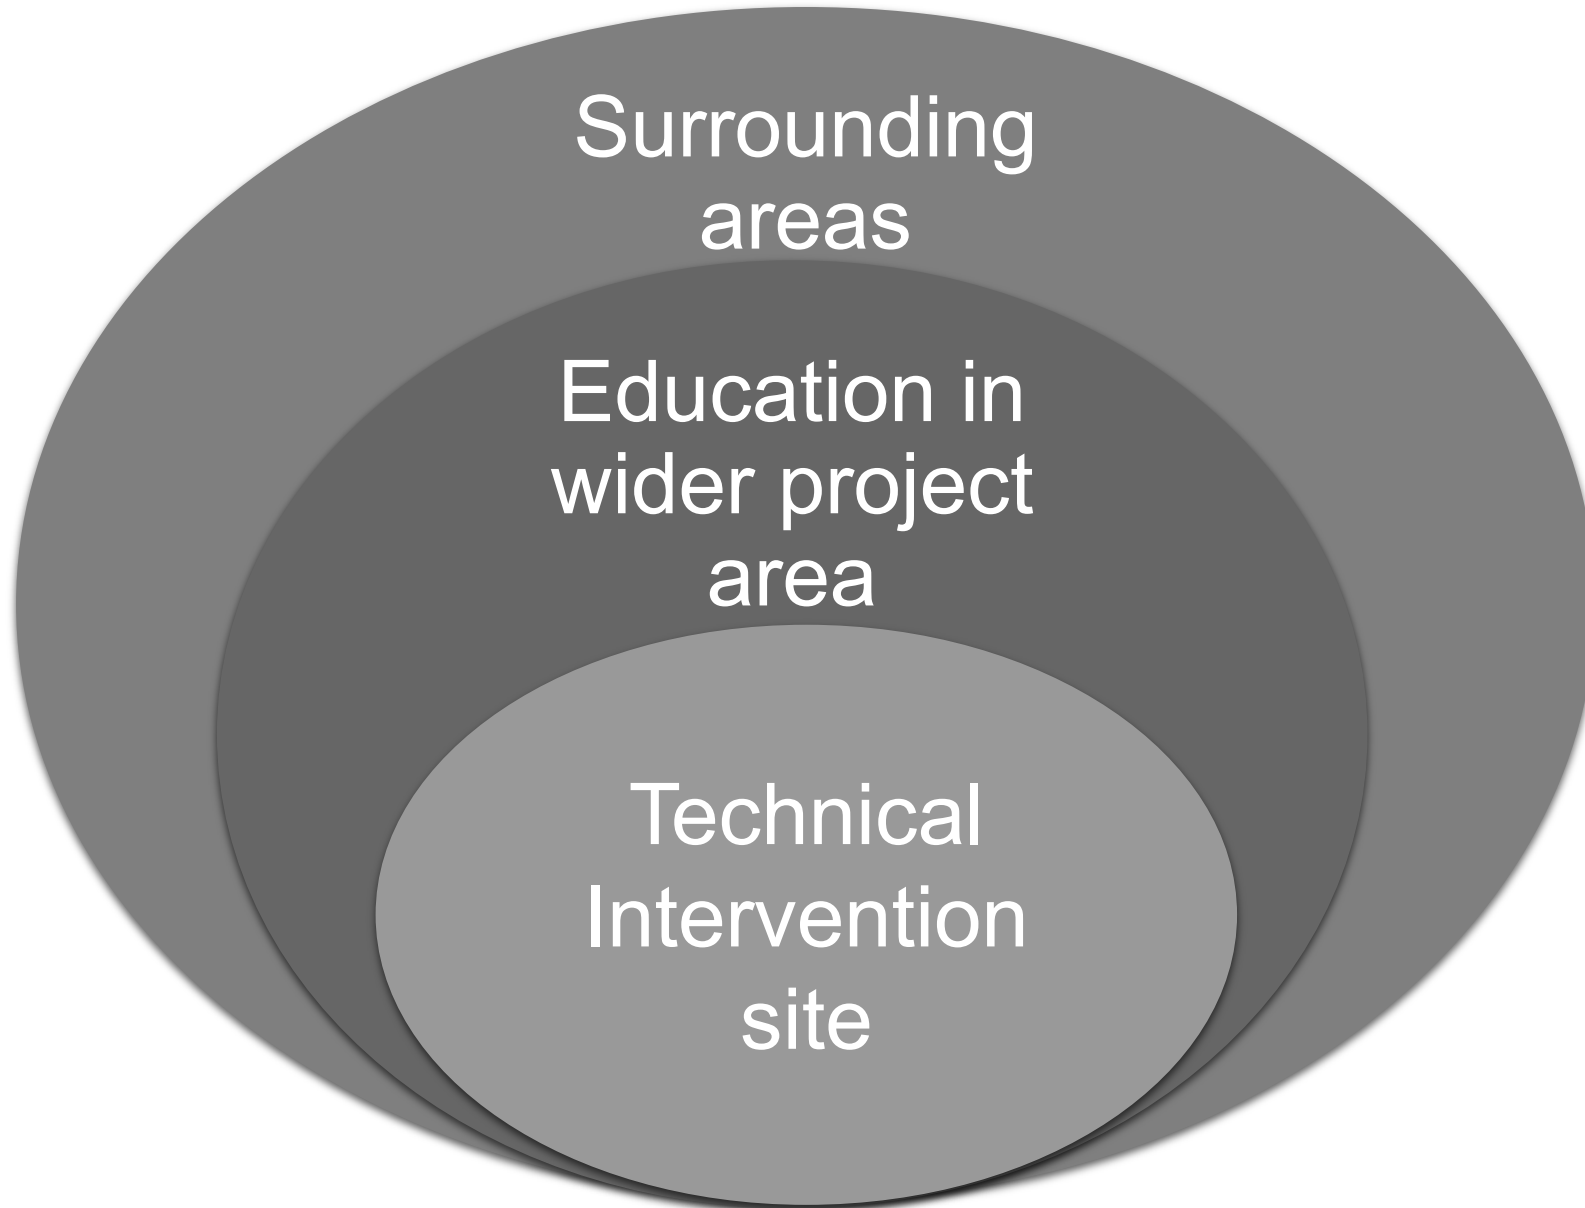 Surrounding
areas
Education in
wider project
area
Technical
Intervention
site